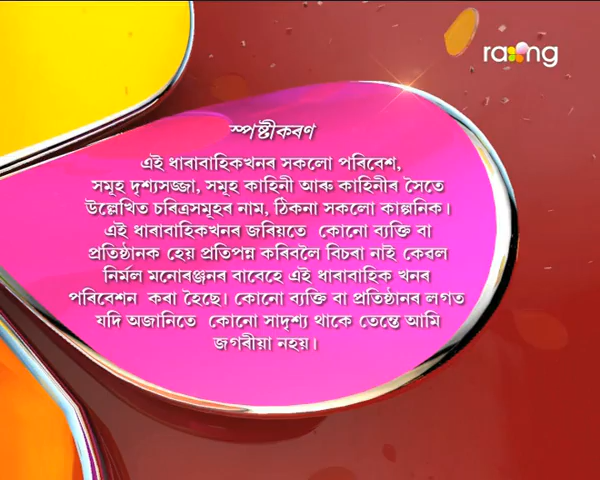 raang
স্পষ্টীকৰণ
এই ধাৰাবাহিকখনৰ সকলো পৰিবেশ,
সমূহ দৃশ্যসজ্জা, সমূহ কাহিনী আৰু কাহিনীৰ সৈতে
উল্লেখিত চৰিত্ৰসমূহৰ নাম, ঠিকনা সকলো কাল্পনিক।
এই ধাৰাবাহিকখনৰ জৰিয়তে কোনো ব্যক্তি বা
প্ৰতিষ্ঠানক হেয় প্ৰতিপন্ন কৰিবলৈ বিচৰা নাই কেৱল
নিৰ্মল মনোৰঞ্জনৰ বাবেহে এই ধাৰাবাহিক খনৰ
পৰিবেশন কৰা হৈছে। কোনো ব্যক্তি বা প্ৰতিষ্ঠানৰ লগত
যদি অজানিতে কোনো সাদৃশ্য থাকে তেন্তে আমি
জগৰীয়া নহয়।